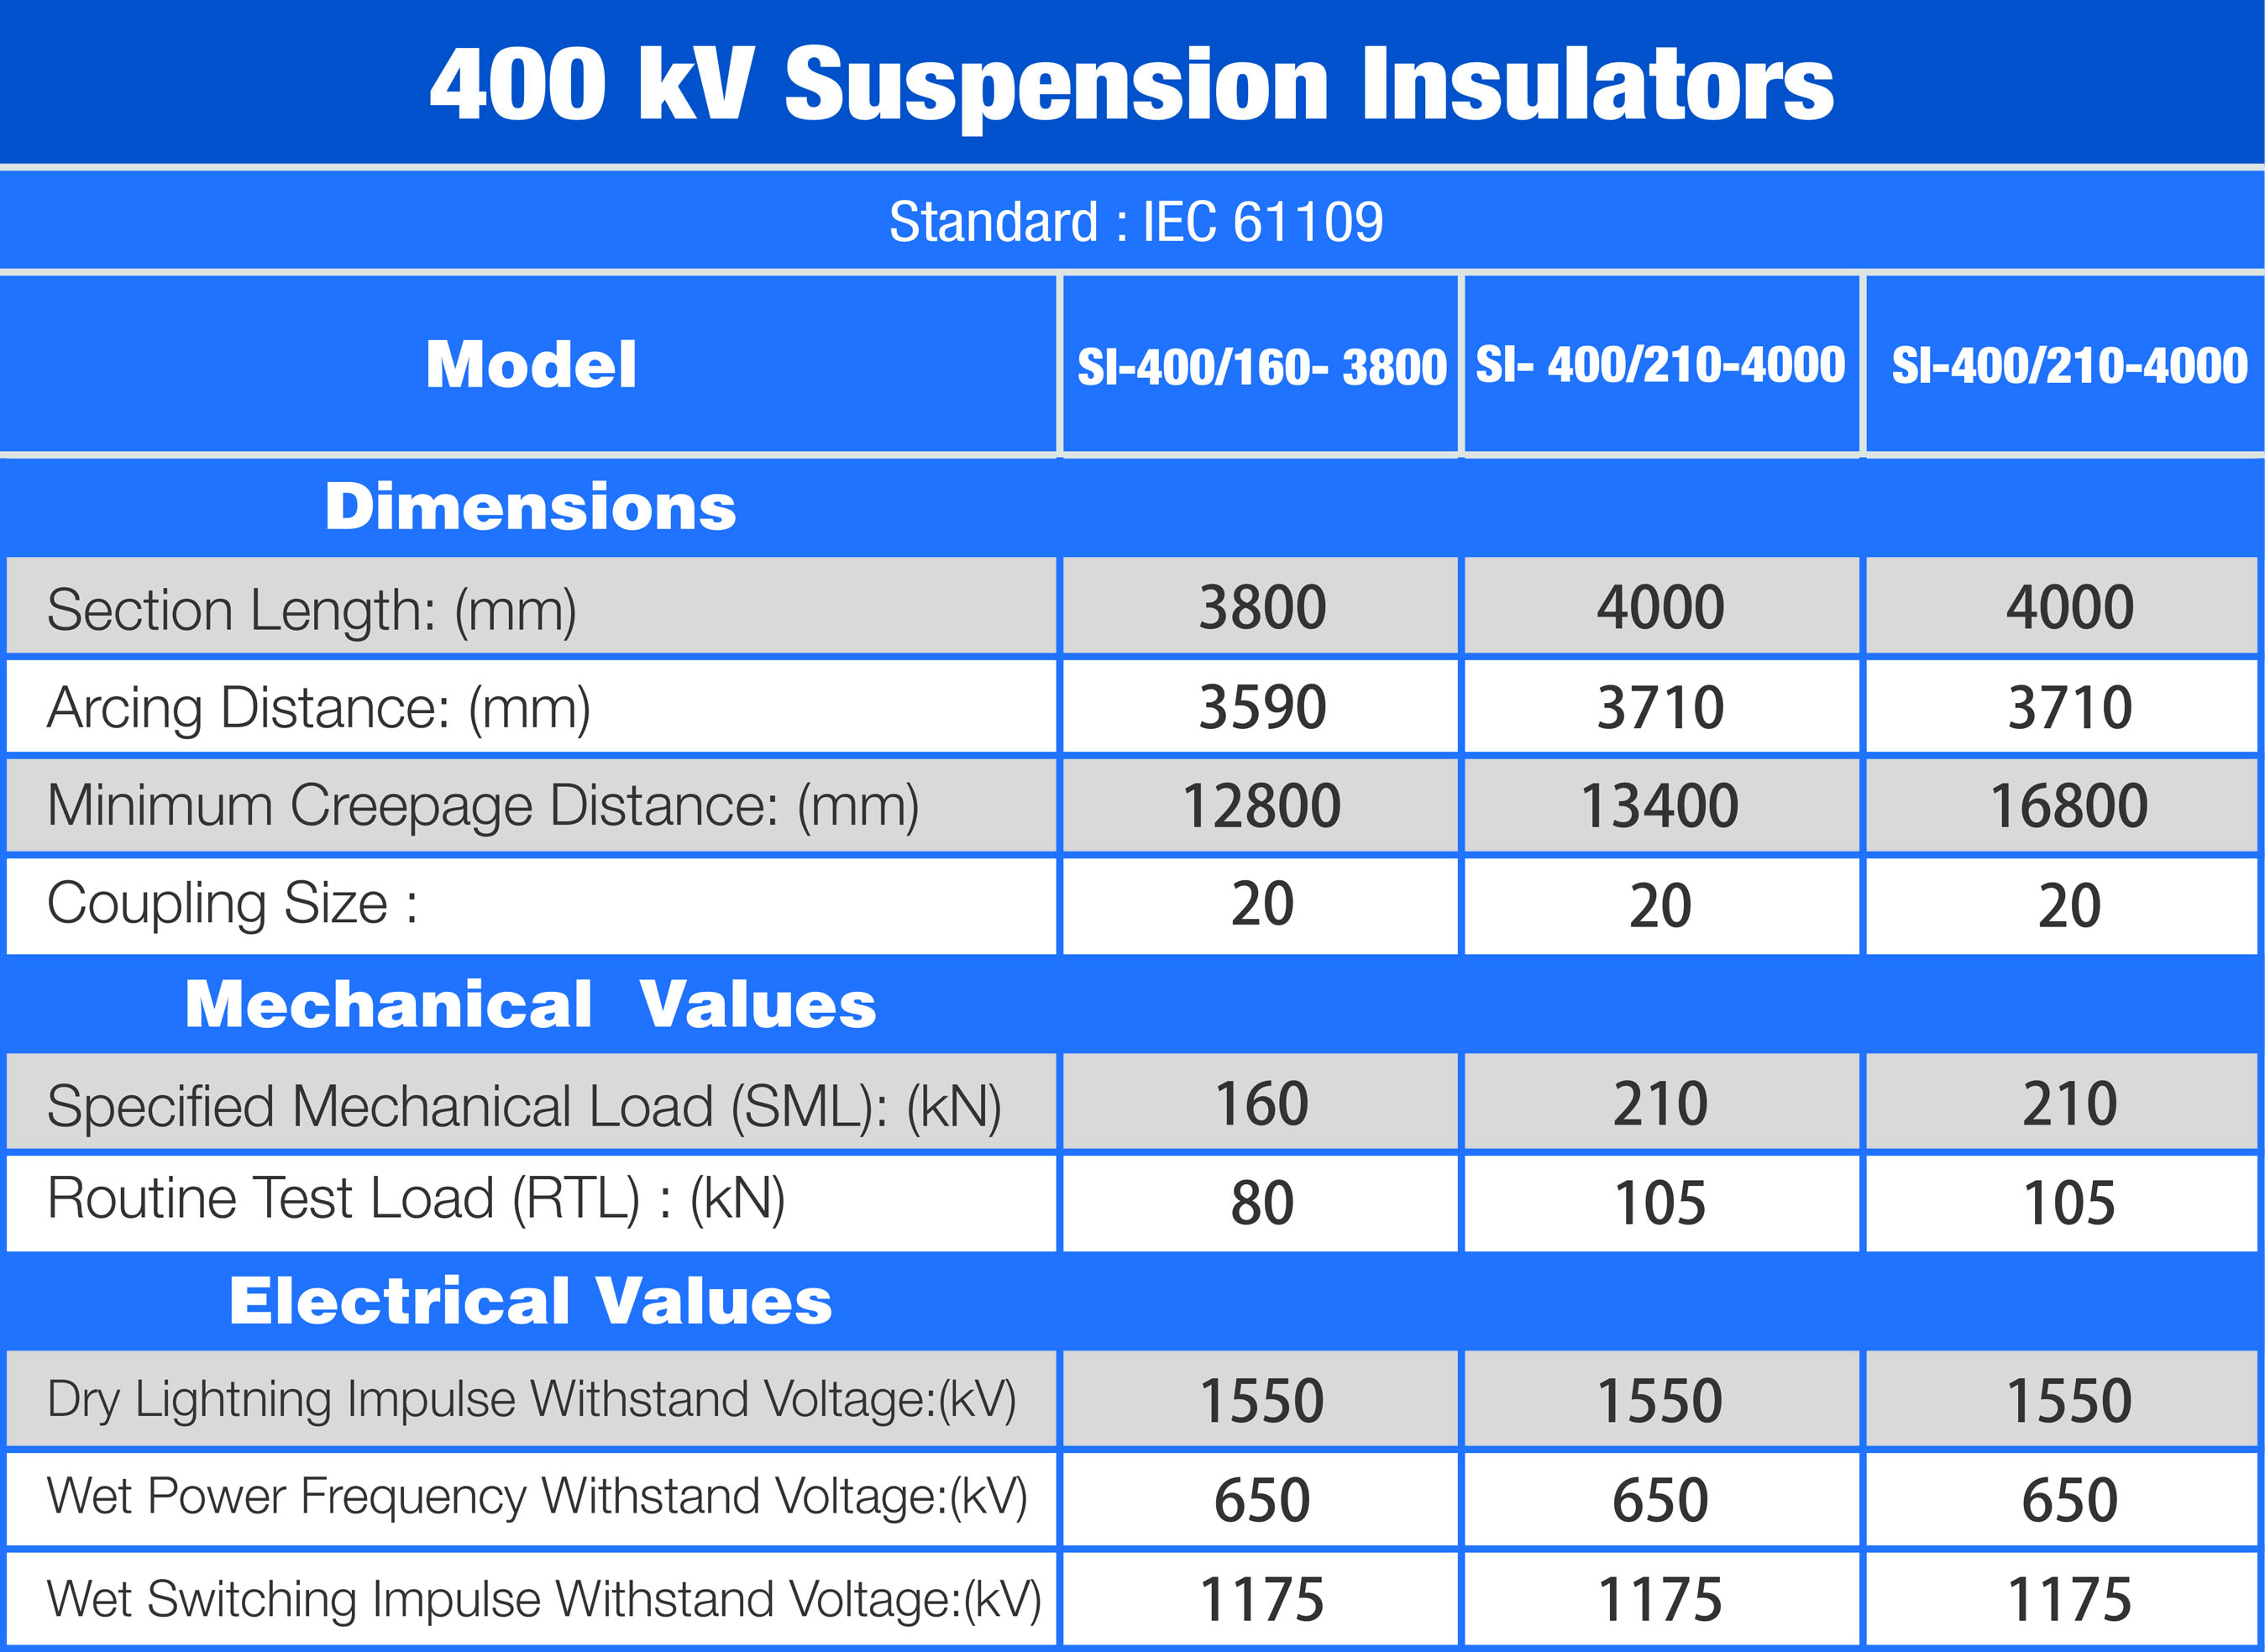 400 kV Suspension Insulators
Standard : IEC 61109
Model SI-400/160- 3800 SI- 400/210-4000 SI-400/210-4000
Dimensions
Section Length: (mm) 3800 4000 4000
Arcing Distance: (mm) 3590 3710 3710
Minimum Creepage Distance: (mm) 12800 13400 16800
Coupling Size : 20 20 20
Mechanical Values
Specified Mechanical Load (SML): (kN) 160 210 210
Routine Test Load (RTL) : (kN) 80 105 105
Electrical Values
Dry Lightning Impulse Withstand Voltage:(kV) 1550 1550 1550
Wet Power Frequency Withstand Voltage:(kV) 650 650 650
Wet Switching Impulse Withstand Voltage:(kV) 1175 1175 1175